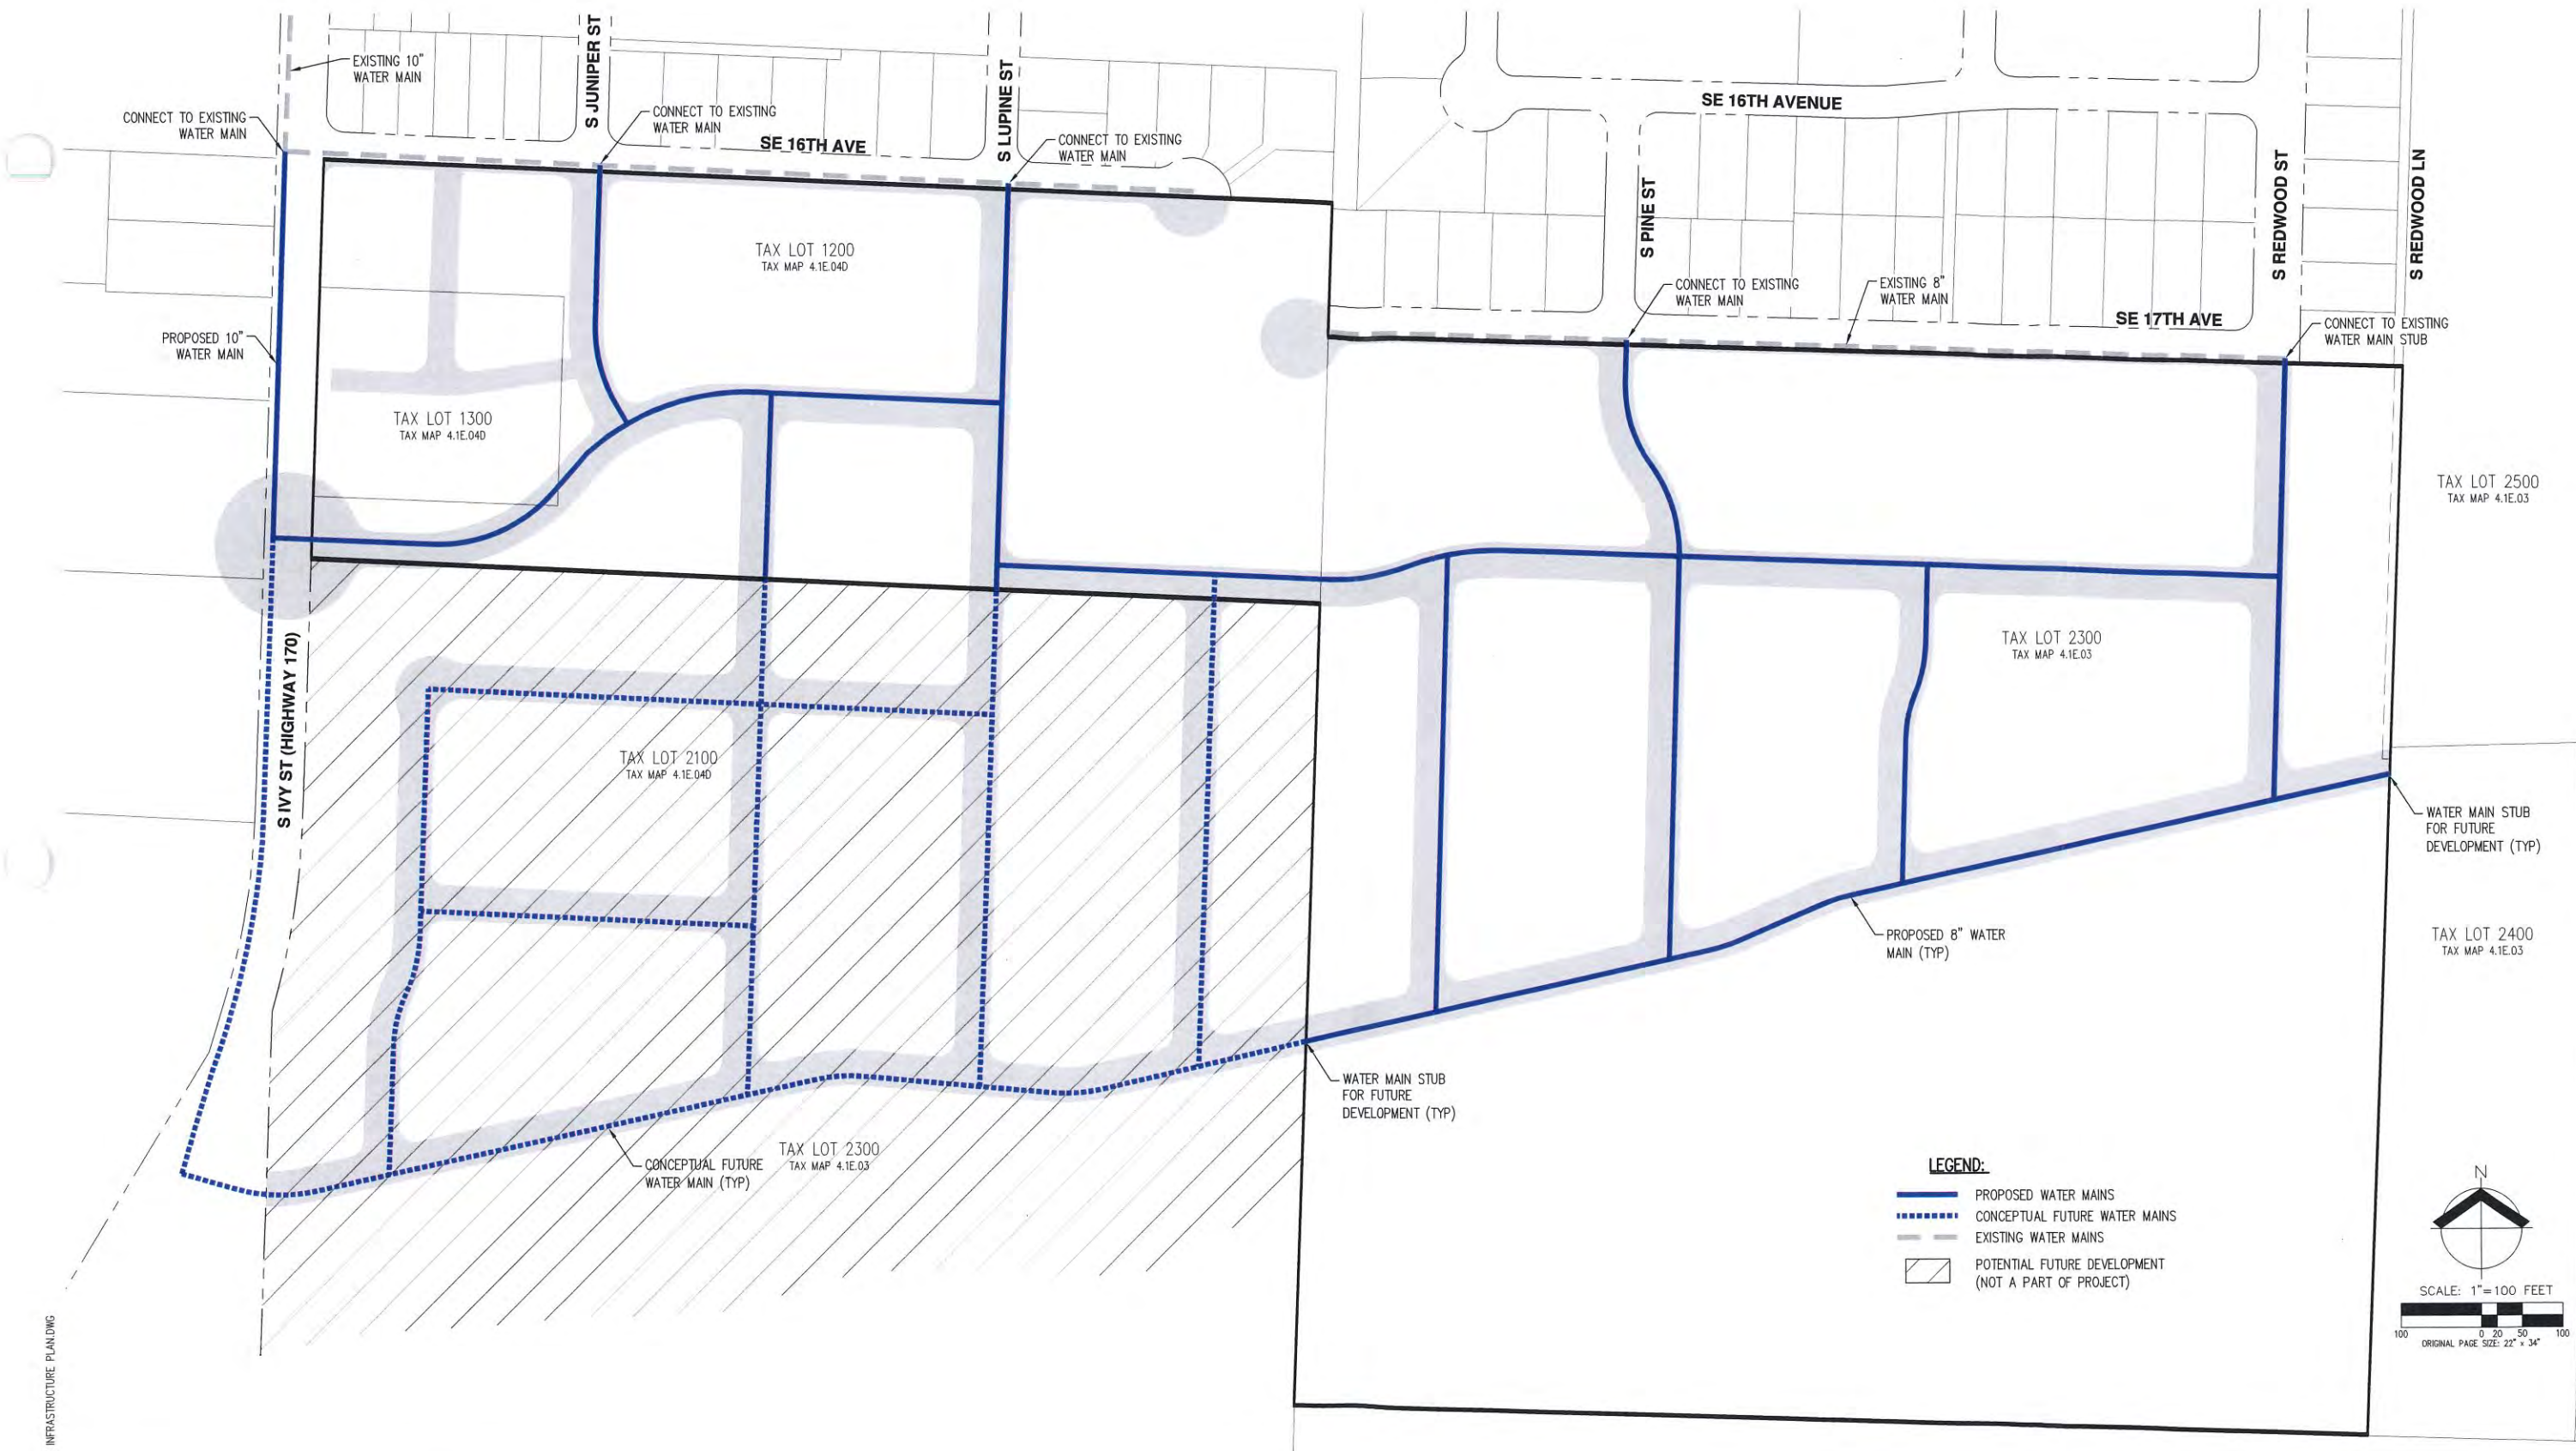 EXISTING 10"
WATER MAIN
CONNECT TO EXISTING
WATER MAIN
S JUNIPER ST
CONNECT TO EXISTING
WATER MAIN
SE 16TH AVE
S LUPINE ST
CONNECT TO EXISTING
WATER MAIN
SE 16TH AVENUE
S PINE ST
S REDWOOD ST
S REDWOOD LN
TAX LOT 1200
TAX MAP 4.1E.04D
CONNECT TO EXISTING
WATER MAIN
EXISTING 8"
WATER MAIN
SE 17TH AVE
CONNECT TO EXISTING
WATER MAIN STUB
PROPOSED 10"
WATER MAIN
TAX LOT 1300
TAX MAP 4.1E.04D
TAX LOT 2500
TAX MAP 4.1E.03
S IVY ST (HIGHWAY 170)
TAX LOT 2300
TAX MAP 4.1E.03
TAX LOT 2100
TAX MAP 4.1E.04D
WATER MAIN STUB
FOR FUTURE
DEVELOPMENT (TYP)
PROPOSED 8" WATER
MAIN (TYP)
TAX LOT 2400
TAX MAP 4.1E.03
WATER MAIN STUB
FOR FUTURE
DEVELOPMENT (TYP)
CONCEPTUAL FUTURE
WATER MAIN (TYP)
TAX LOT 2300
TAX MAP 4.1E.03
LEGEND:
PROPOSED WATER MAINS
CONCEPTUAL FUTURE WATER MAINS
EXISTING WATER MAINS
POTENTIAL FUTURE DEVELOPMENT
(NOT A PART OF PROJECT)
N
SCALE: 1"=100 FEET
100 0 20 50 100
ORIGINAL PAGE SIZE: 22" x 34"
INFRASTRUCTURE PLAN.DWG